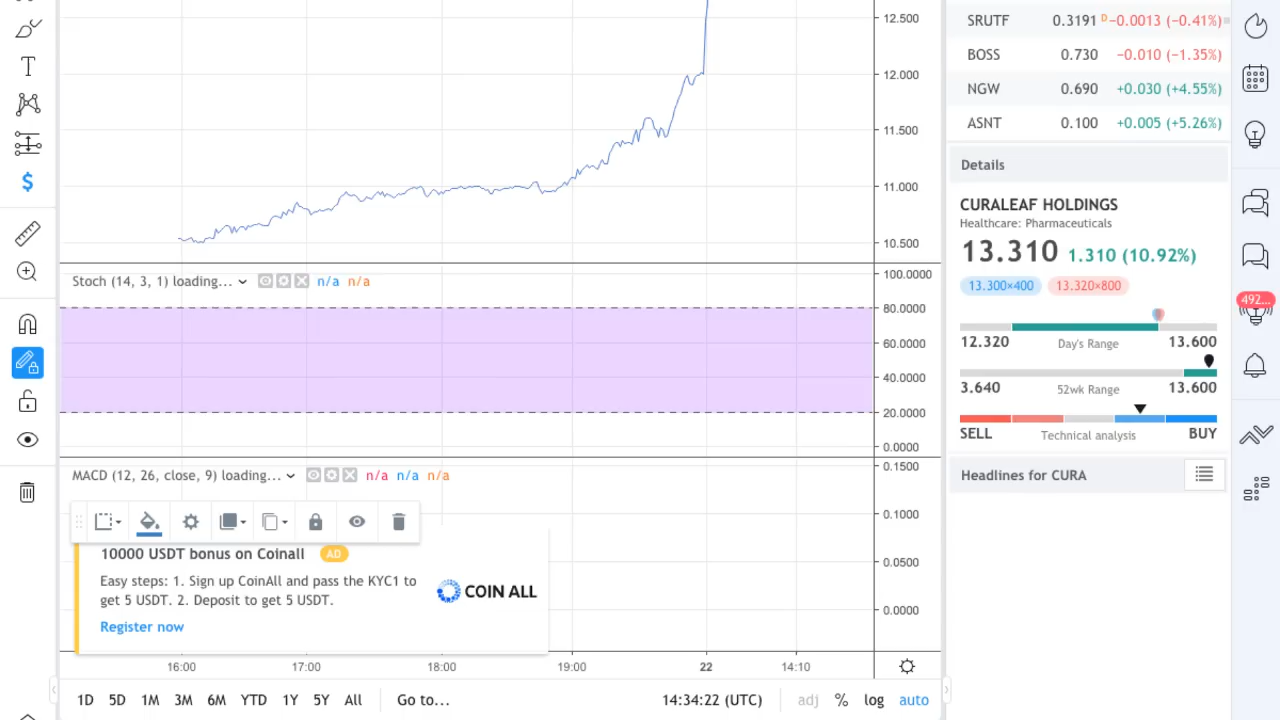 12.500
12.000
11.500
11.000
10.500
Stoch (14, 3, 1) loading... n/a n/a
100.0000
80.0000
60.0000
40.0000
20.0000
0.0000
MACD (12, 26, close, 9) loading... n/a n/a n/a
0.1500
0.1000
0.0500
0.0000
10000 USDT bonus on Coinall AD
Easy steps: 1. Sign up CoinAll and pass the KYC1 to
get 5 USDT. 2. Deposit to get 5 USDT.
Register now
COIN ALL
16:00 17:00 18:00 19:00 22 14:10
1D 5D 1M 3M 6M YTD 1Y 5Y All Go to... 14:34:22 (UTC) adj % log auto
SRUTF 0.3191 D −0.0013 (−0.41%)
BOSS 0.730 −0.010 (−1.35%)
NGW 0.690 +0.030 (+4.55%)
ASNT 0.100 +0.005 (+5.26%)
Details
CURALEAF HOLDINGS
Healthcare: Pharmaceuticals
13.310 1.310 (10.92%)
13.300×400 13.320×800
12.320 Day's Range 13.600
3.640 52wk Range 13.600
SELL Technical analysis BUY
Headlines for CURA
492...